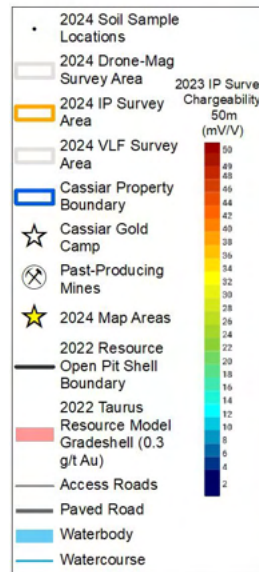 2024 Soil Sample
Locations
2024 Drone-Mag
Survey Area
2024 IP Survey
Area
2024 VLF Survey
Area
Cassiar Property
Boundary
Cassiar Gold
Camp
Past-Producing
Mines
2024 Map Areas
2022 Resource
Open Pit Shell
Boundary
2022 Taurus
Resource Model
Gradeshell (0.3
g/t Au)
Access Roads
Paved Road
Waterbody
Watercourse
2023 IP Survey
Chargeability
50m
(mV/V)
50
49
48
44
42
40
38
36
34
32
30
28
26
24
22
20
18
16
14
12
10
8
6
4
2